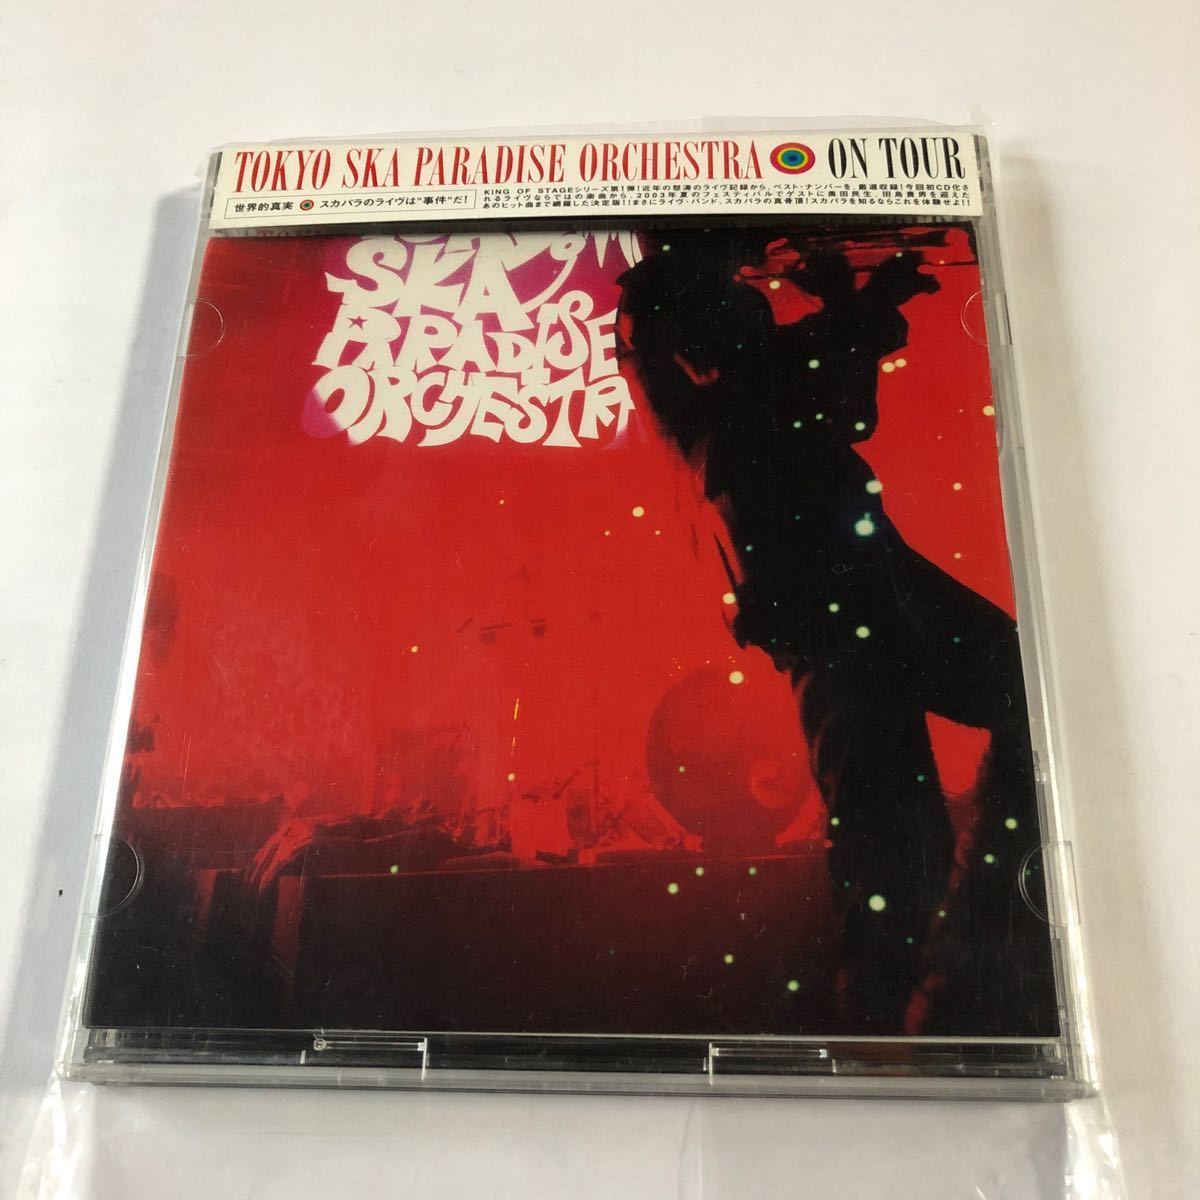 TOKYO SKA PARADISE ORCHESTRA ON TOUR
世界的真実 スカパラのライヴは"事件"だ!
KING OF STAGEシリーズ第1弾!近年の怒涛のライヴ記録から、ベスト・ナンバーを、厳選収録!今回初CD化さ
れるライヴならではの楽曲から、2003年夏のフェスティバルでゲストに奥田民生、田島貴男を迎えた
あのヒット曲まで網羅した決定版!!まさにライヴ・バンド、スカパラの真骨頂!スカパラを知るならこれを体験せよ!!
SKA
PARADISE
ORCHESTRA